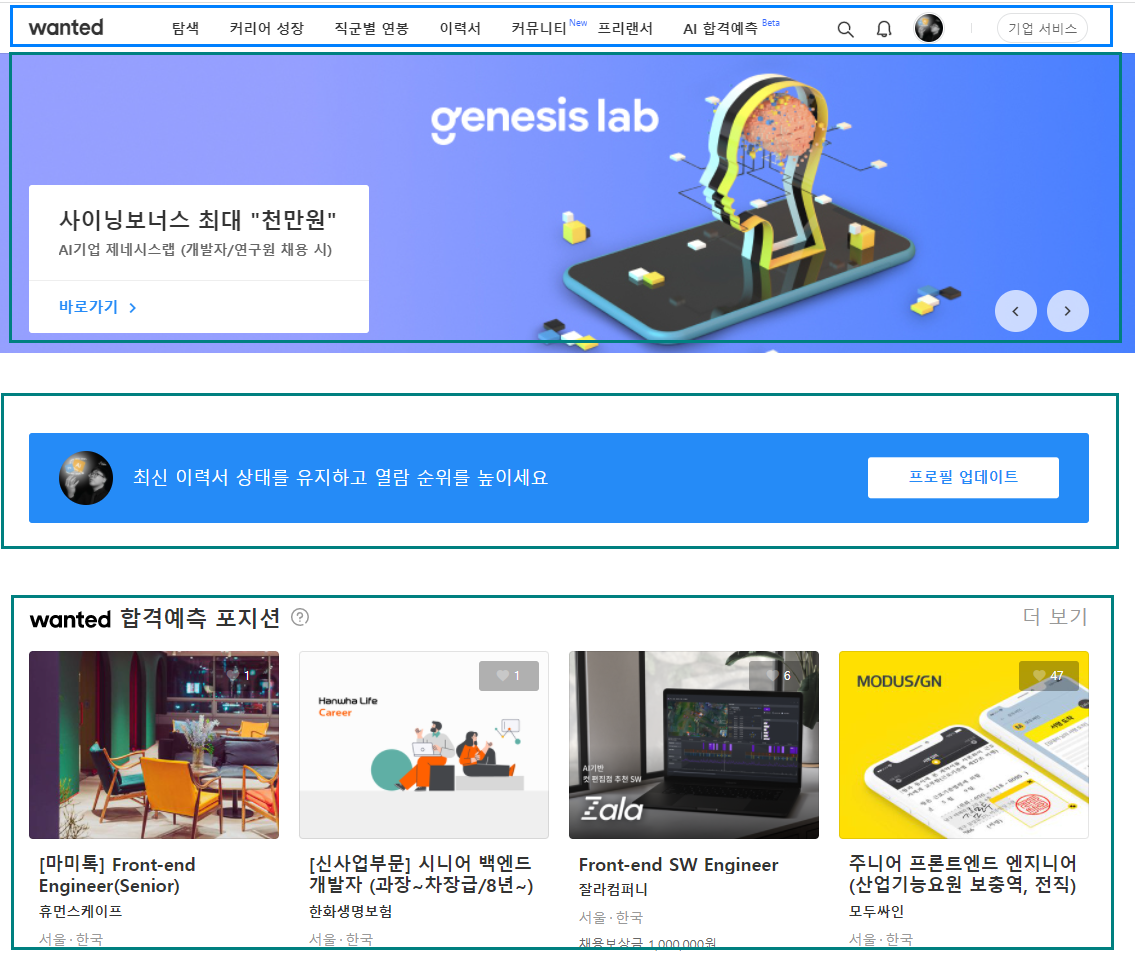 wanted 탐색 커리어 성장 직군별 연봉 이력서 커뮤니티 New 프리랜서 AI 합격예측 Beta 기업 서비스
genesis lab
사이닝보너스 최대 "천만원"
AI기업 제네시스랩 (개발자/연구원 채용 시)
바로가기
최신 이력서 상태를 유지하고 열람 순위를 높이세요
프로필 업데이트
wanted 합격예측 포지션 ?
더 보기
1
[마미톡] Front-end
Engineer(Senior)
휴먼스케이프
서울·한국
1
Hanwha Life
Career
[신사업부문] 시니어 백엔드
개발자 (과장~차장급/8년~)
한화생명보험
서울·한국
6
AI기반
컷 편집점 추천 SW
Zala
Front-end SW Engineer
잘라컴퍼니
서울·한국
채용보상금 1,000,000원
47
MODUSIGN
주니어 프론트엔드 엔지니어
(산업기능요원 보충역, 전직)
모두싸인
서울·한국